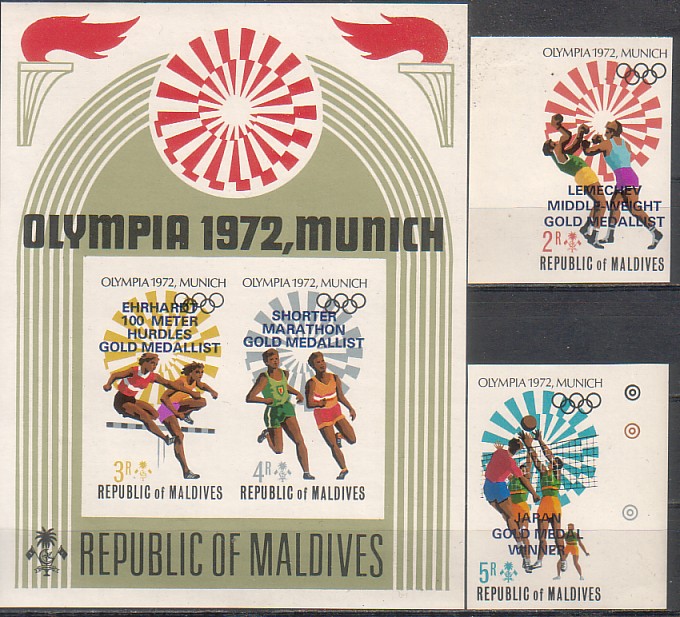 OLYMPIA 1972, MUNICH
OLYMPIA 1972, MUNICH
EHRHARDT
100 METER
HURDLES
GOLD MEDALLIST
3R
REPUBLIC of MALDIVES
OLYMPIA 1972, MUNICH
SHORTER
MARATHON
GOLD MEDALLIST
4R
REPUBLIC of MALDIVES
REPUBLIC OF MALDIVES
OLYMPIA 1972, MUNICH
LEMECHEV
MIDDLE-WEIGHT
GOLD MEDALLIST
2R
REPUBLIC of MALDIVES
OLYMPIA 1972, MUNICH
JAPAN
GOLD MEDAL
WINNER
5R
REPUBLIC of MALDIVES